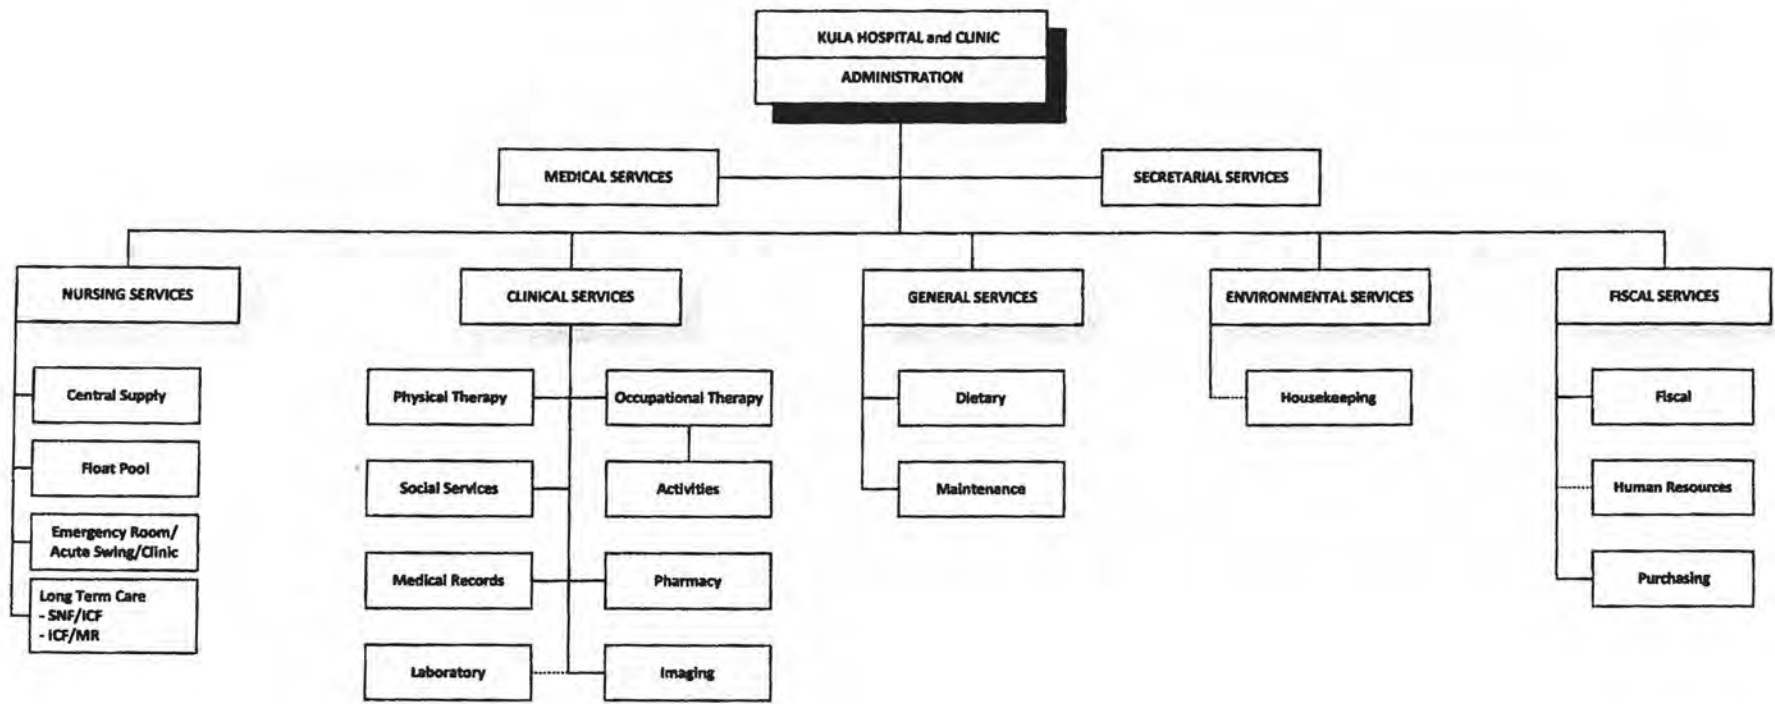 KULA HOSPITAL and CLINIC
ADMINISTRATION
MEDICAL SERVICES
SECRETARIAL SERVICES
NURSING SERVICES
CLINICAL SERVICES
GENERAL SERVICES
ENVIRONMENTAL SERVICES
FISCAL SERVICES
Central Supply
Float Pool
Emergency Room/
Acute Swing/Clinic
Long Term Care
- SNF/ICF
- ICF/MR
Physical Therapy
Occupational Therapy
Social Services
Activities
Medical Records
Pharmacy
Laboratory
Imaging
Dietary
Maintenance
Housekeeping
Fiscal
Human Resources
Purchasing